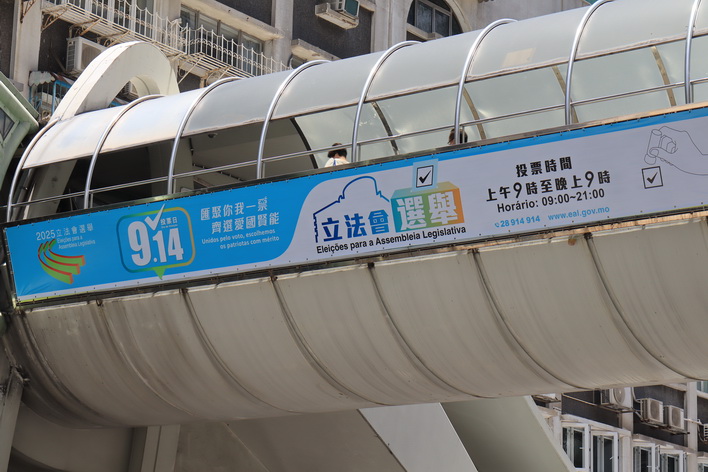 2025立法會選舉
Eleições para a
Assembleia Legislativa
投票日
9.14
匯聚你我一票
齊選愛國賢能
Unidos pelo voto, escolhemos
os patriotas com mérito
立法會選舉
Eleições para a Assembleia Legislativa
投票時間
上午9時至晚上9時
Horário: 09:00–21:00
28 914 914 www.eal.gov.mo